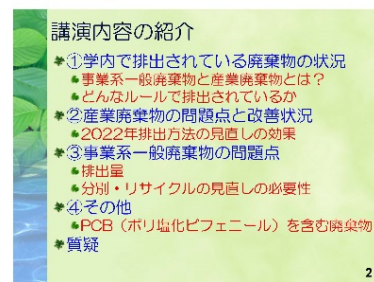 講演内容の紹介
①学内で排出されている廃棄物の状況
事業系一般廃棄物と産業廃棄物とは？
どんなルールで排出されているか
②産業廃棄物の問題点と改善状況
2022年排出方法の見直しの効果
③事業系一般廃棄物の問題点
排出量
分別・リサイクルの見直しの必要性
④その他
PCB（ポリ塩化ビフェニール）を含む廃棄物
質疑
2